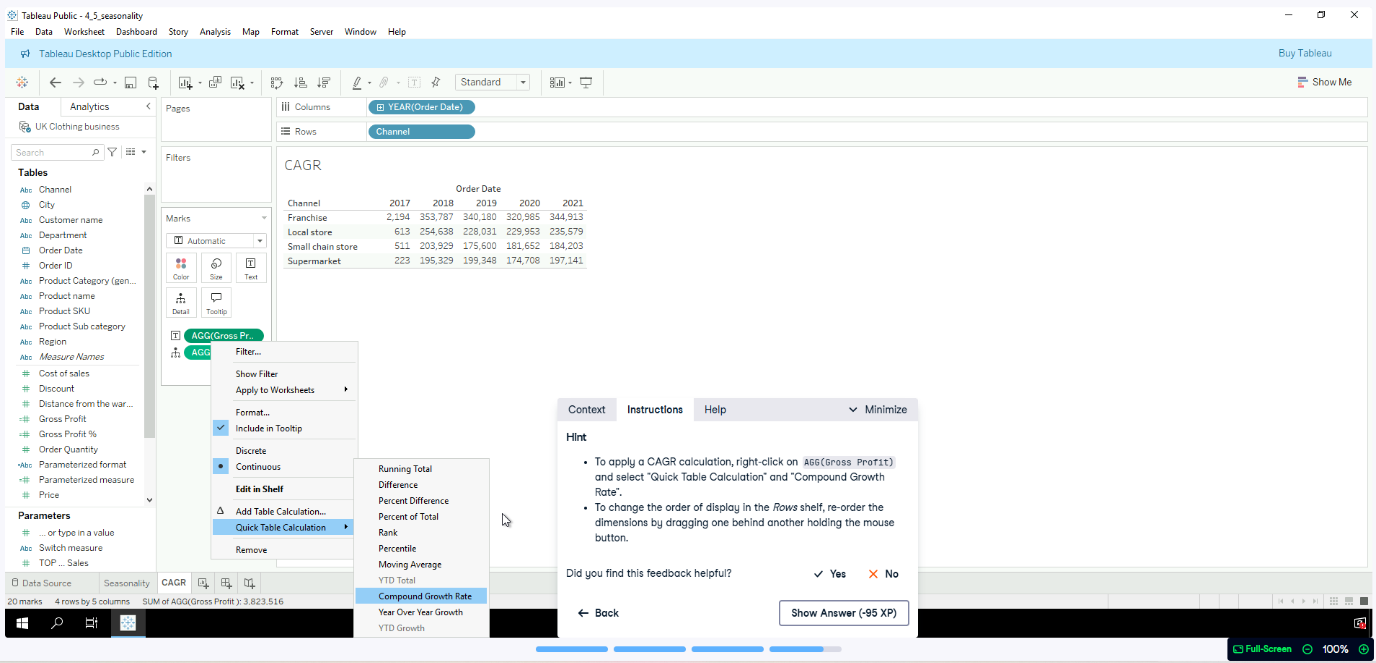 Tableau Public - 4_5_seasonality
File Data Worksheet Dashboard Story Analysis Map Format Server Window Help
Tableau Desktop Public Edition
Buy Tableau
Standard
Show Me
Data Analytics
UK Clothing business
Search
Tables
Abc Channel
City
Abc Customer name
Abc Department
Order Date
# Order ID
Abc Product Category (gen...
Abc Product name
Abc Product SKU
Abc Product Sub category
Abc Region
Abc Measure Names
# Cost of sales
# Discount
# Distance from the war...
=# Gross Profit
=# Gross Profit %
# Order Quantity
=Abc Parameterized format
=# Parameterized measure
# Price
Parameters
# ... or type in a value
Abc Switch measure
# TOP ... Sales
Pages
Filters
Marks
Automatic
Color Size Text
Detail Tooltip
AGG(Gross Pr..
AGG
Columns
YEAR(Order Date)
Rows
Channel
CAGR
Order Date
Channel 2017 2018 2019 2020 2021
Franchise 2,194 353,787 340,180 320,985 344,913
Local store 613 254,638 228,031 229,953 235,579
Small chain store 511 203,929 175,600 181,652 184,203
Supermarket 223 195,329 199,348 174,708 197,141
Filter...
Show Filter
Apply to Worksheets
Format...
Include in Tooltip
Discrete
Continuous
Edit in Shelf
Add Table Calculation...
Quick Table Calculation
Remove
Running Total
Difference
Percent Difference
Percent of Total
Rank
Percentile
Moving Average
YTD Total
Compound Growth Rate
Year Over Year Growth
YTD Growth
Context Instructions Help Minimize
Hint
• To apply a CAGR calculation, right-click on AGG(Gross Profit)
and select "Quick Table Calculation" and "Compound Growth
Rate".
• To change the order of display in the Rows shelf, re-order the
dimensions by dragging one behind another holding the mouse
button.
Did you find this feedback helpful?
Yes No
Back
Show Answer (-95 XP)
Data Source Seasonality CAGR
20 marks 4 rows by 5 columns SUM of AGG(Gross Profit ): 3,823,516
Full-Screen 100%